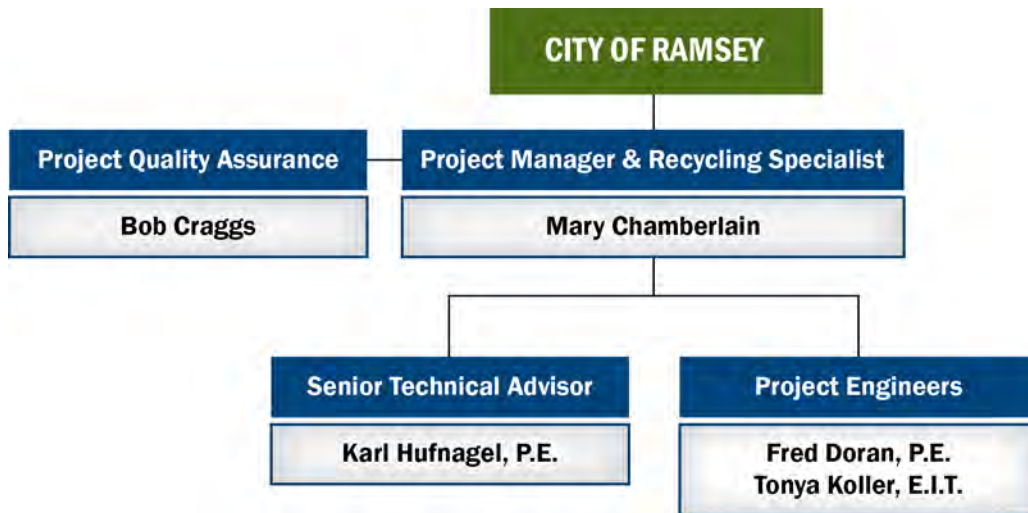 CITY OF RAMSEY
Project Quality Assurance
Project Manager & Recycling Specialist
Bob Craggs
Mary Chamberlain
Senior Technical Advisor
Project Engineers
Karl Hufnagel, P.E.
Fred Doran, P.E.
Tonya Koller, E.I.T.